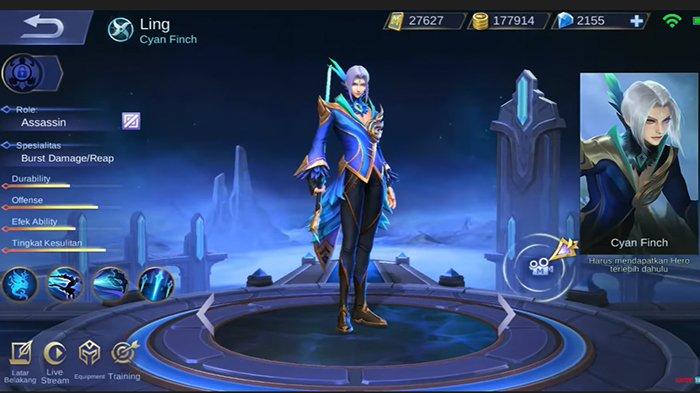 Ling
Cyan Finch
27627
177914
2155
Role:
Assassin
Spesialitas
Burst Damage/Reap
Durability
Offense
Efek Ability
Tingkat Kesulitan
Cyan Finch
Harus mendapatkan Hero
terlebih dahulu
Latar
Belakang
Live
Stream
Equipment
Training